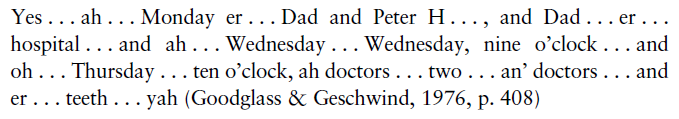 Yes . . . ah . . . Monday er . . . Dad and Peter H . . . , and Dad . . . er . . .
hospital . . . and ah . . . Wednesday . . . Wednesday, nine o’clock . . . and
oh . . . Thursday . . . ten o’clock, ah doctors . . . two . . . an’ doctors . . . and
er . . . teeth . . . yah (Goodglass & Geschwind, 1976, p. 408)